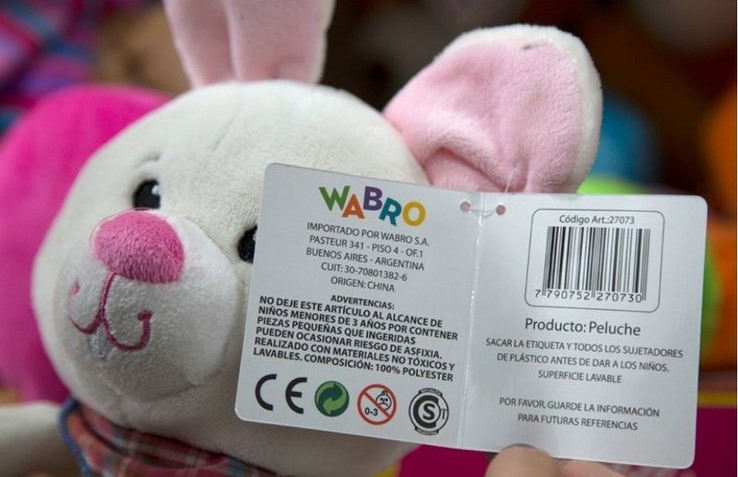 WABRO
IMPORTADO POR WABRO S.A.
PASTEUR 341 - PISO 4 - OF.1
BUENOS AIRES - ARGENTINA
CUIT: 30-70801382-6
ORIGEN: CHINA
ADVERTENCIAS:
NO DEJE ESTE ARTÍCULO AL ALCANCE DE
NIÑOS MENORES DE 3 AÑOS POR CONTENER
PIEZAS PEQUEÑAS QUE INGERIDAS
PUEDEN OCASIONAR RIESGO DE ASFIXIA.
REALIZADO CON MATERIALES NO TÓXICOS Y
LAVABLES. COMPOSICIÓN: 100% POLYESTER
CE
0-3
S
Código Art.:27073
7 790752 270730
Producto: Peluche
SACAR LA ETIQUETA Y TODOS LOS SUJETADORES
DE PLÁSTICO ANTES DE DAR A LOS NIÑOS.
SUPERFICIE LAVABLE
POR FAVOR, GUARDE LA INFORMACIÓN
PARA FUTURAS REFERENCIAS